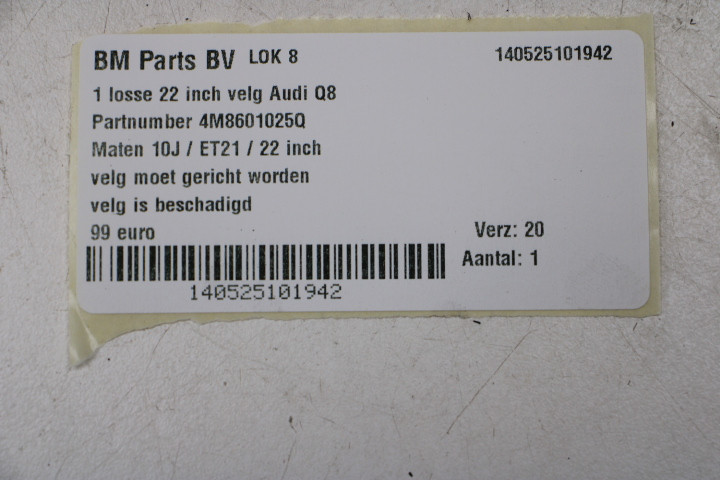 BM Parts BV LOK 8 140525101942
1 losse 22 inch velg Audi Q8
Partnumber 4M8601025Q
Maten 10J / ET21 / 22 inch
velg moet gericht worden
velg is beschadigd
99 euro Verz: 20
Aantal: 1
140525101942